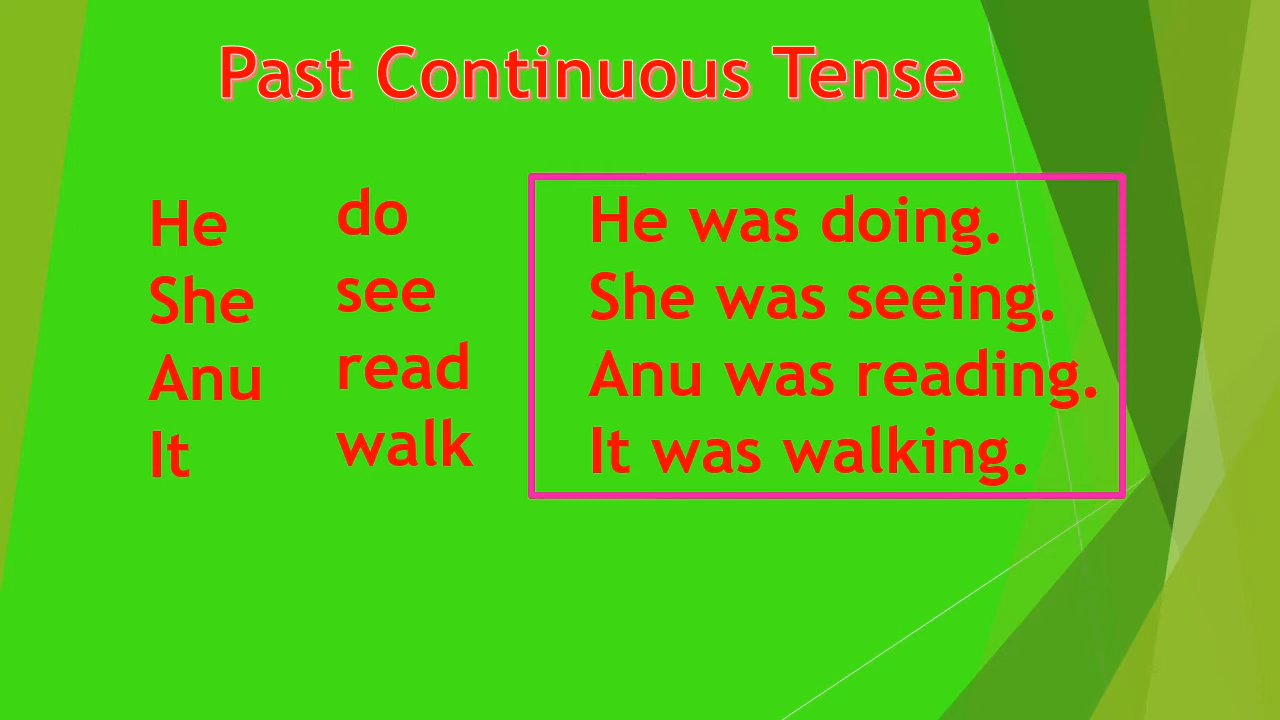 Past Continuous Tense
He do He was doing.
She see She was seeing.
Anu read Anu was reading.
It walk It was walking.